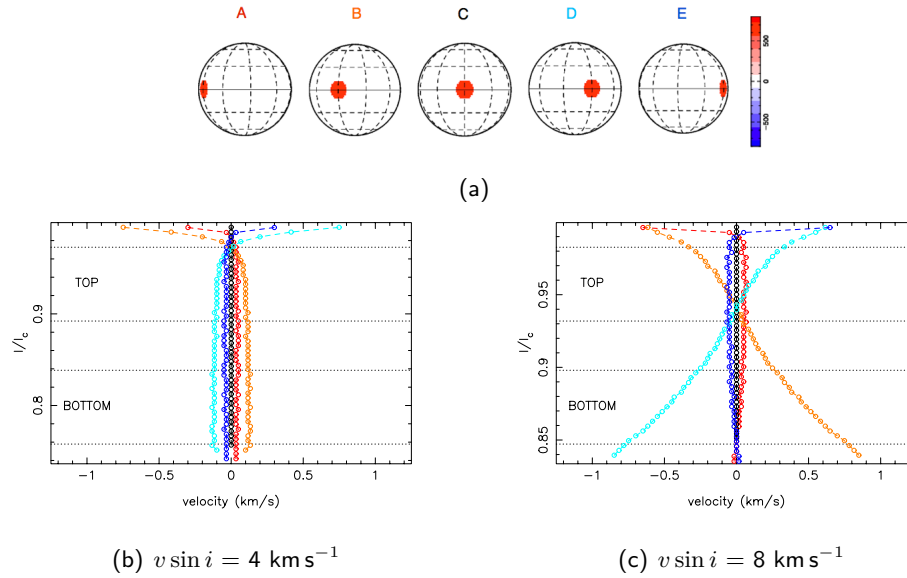 A B C D E
500
0
500
(a)
TOP
BOTTOM
0.9
0.8
I/Ic
−1 −0.5 0 0.5 1
velocity (km/s)
(b) v sin i = 4 km s−1
TOP
BOTTOM
0.95
0.9
0.85
I/Ic
−1 −0.5 0 0.5 1
velocity (km/s)
(c) v sin i = 8 km s−1